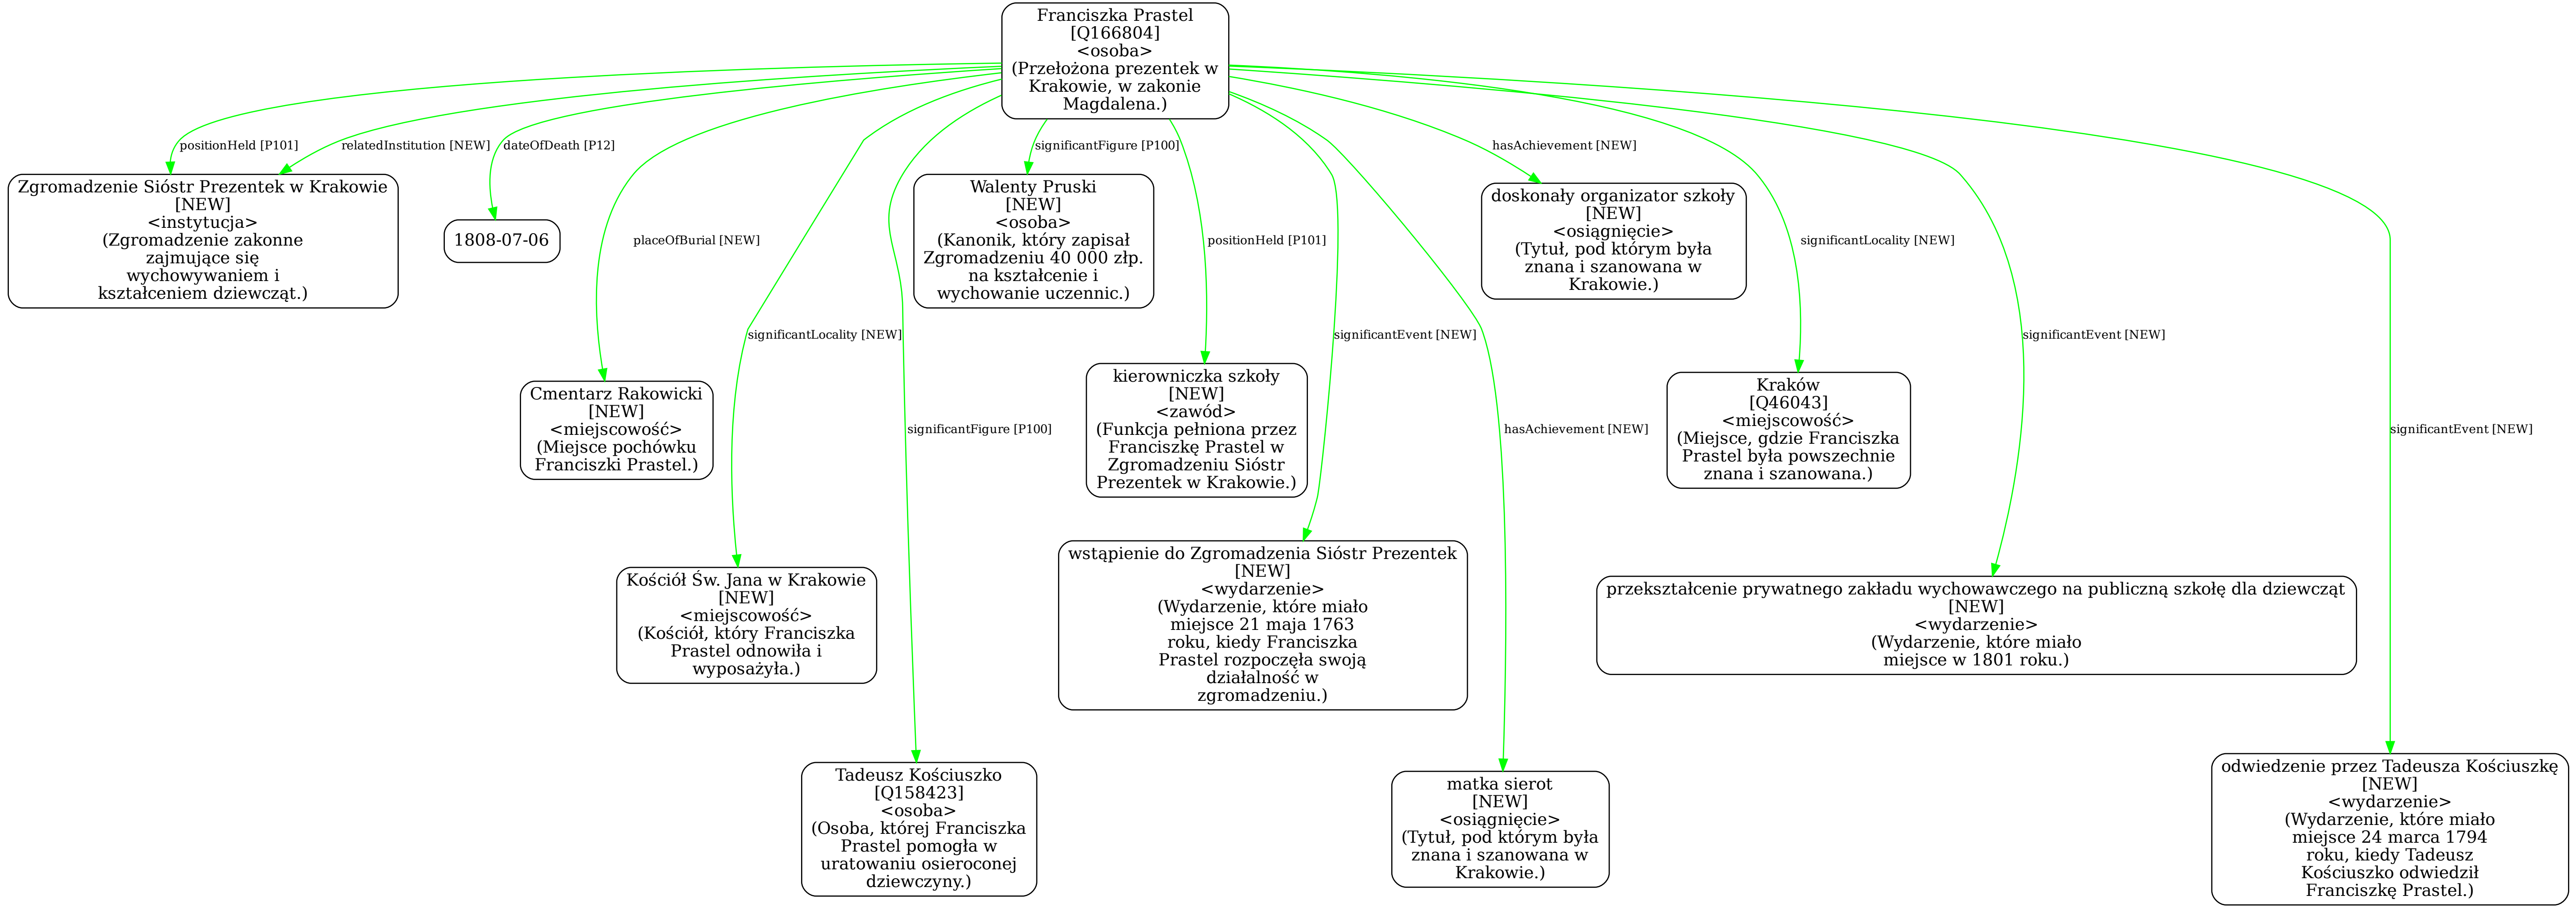 Franciszka Prastel
[Q166804]
<osoba>
(Przełożona prezentek w
Krakowie, w zakonie
Magdalena.)
positionHeld [P101]
relatedInstitution [NEW]
dateOfDeath [P12]
significantFigure [P100]
hasAchievement [NEW]
Zgromadzenie Sióstr Prezentek w Krakowie
[NEW]
<instytucja>
(Zgromadzenie zakonne
zajmujące się
wychowywaniem i
kształceniem dziewcząt.)
1808-07-06
placeOfBurial [NEW]
Walenty Pruski
[NEW]
<osoba>
(Kanonik, który zapisał
Zgromadzeniu 40 000 złp.
na kształcenie i
wychowanie uczennic.)
positionHeld [P101]
doskonały organizator szkoły
[NEW]
<osiągnięcie>
(Tytuł, pod którym była
znana i szanowana w
Krakowie.)
significantLocality [NEW]
significantLocality [NEW]
significantEvent [NEW]
significantEvent [NEW]
Cmentarz Rakowicki
[NEW]
<miejscowość>
(Miejsce pochówku
Franciszki Prastel.)
significantFigure [P100]
kierowniczka szkoły
[NEW]
<zawód>
(Funkcja pełniona przez
Franciszkę Prastel w
Zgromadzeniu Sióstr
Prezentek w Krakowie.)
hasAchievement [NEW]
Kraków
[Q46043]
<miejscowość>
(Miejsce, gdzie Franciszka
Prastel była powszechnie
znana i szanowana.)
significantEvent [NEW]
Kościół Św. Jana w Krakowie
[NEW]
<miejscowość>
(Kościół, który Franciszka
Prastel odnowiła i
wyposażyła.)
wstąpienie do Zgromadzenia Sióstr Prezentek
[NEW]
<wydarzenie>
(Wydarzenie, które miało
miejsce 21 maja 1763
roku, kiedy Franciszka
Prastel rozpoczęła swoją
działalność w
zgromadzeniu.)
przekształcenie prywatnego zakładu wychowawczego na publiczną szkołę dla dziewcząt
[NEW]
<wydarzenie>
(Wydarzenie, które miało
miejsce w 1801 roku.)
Tadeusz Kościuszko
[Q158423]
<osoba>
(Osoba, której Franciszka
Prastel pomogła w
uratowaniu osieroconej
dziewczyny.)
matka sierot
[NEW]
<osiągnięcie>
(Tytuł, pod którym była
znana i szanowana w
Krakowie.)
odwiedzenie przez Tadeusza Kościuszkę
[NEW]
<wydarzenie>
(Wydarzenie, które miało
miejsce 24 marca 1794
roku, kiedy Tadeusz
Kościuszko odwiedził
Franciszkę Prastel.)